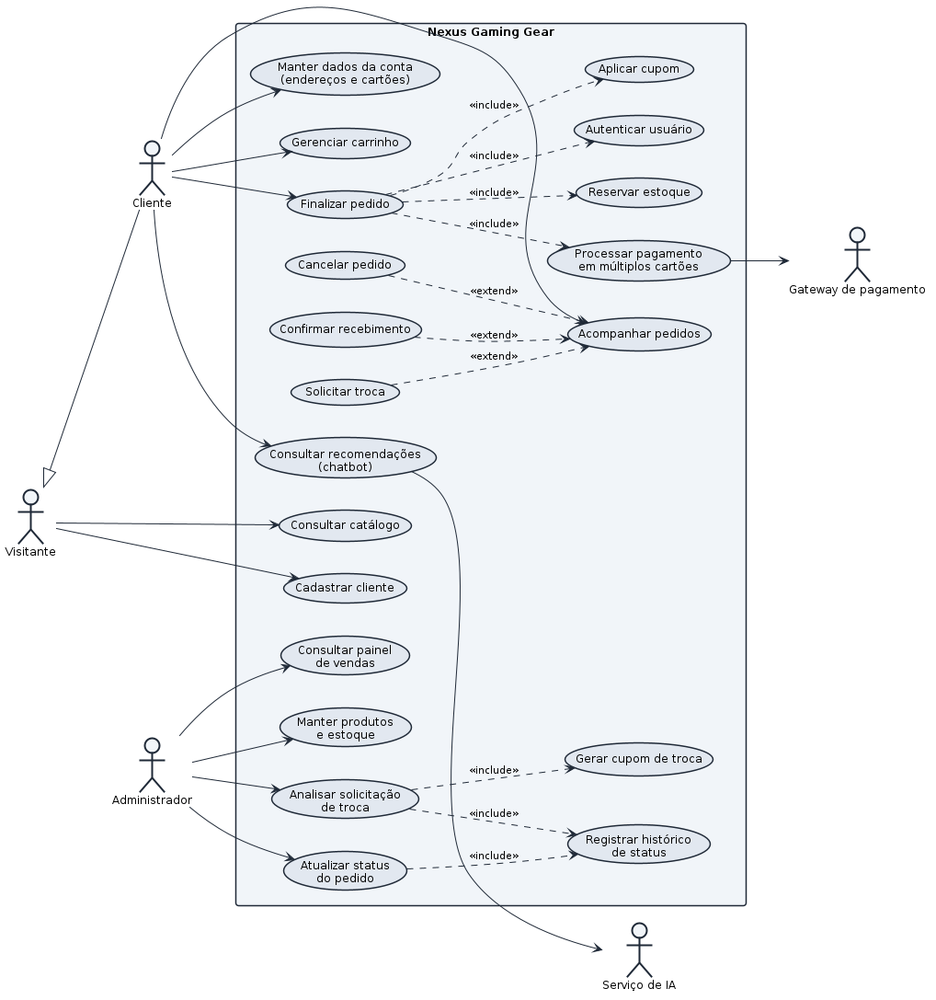 Nexus Gaming Gear
Manter dados da conta
(endereços e cartões)
Aplicar cupom
«include»
Gerenciar carrinho
Autenticar usuário
«include»
Cliente
Finalizar pedido
«include»
Reservar estoque
«include»
Processar pagamento
em múltiplos cartões
Gateway de pagamento
Cancelar pedido
«extend»
Confirmar recebimento
«extend»
Acompanhar pedidos
«extend»
Solicitar troca
Consultar recomendações
(chatbot)
Visitante
Consultar catálogo
Cadastrar cliente
Consultar painel
de vendas
Manter produtos
e estoque
Administrador
Analisar solicitação
de troca
«include»
Gerar cupom de troca
«include»
Registrar histórico
de status
«include»
Atualizar status
do pedido
Serviço de IA